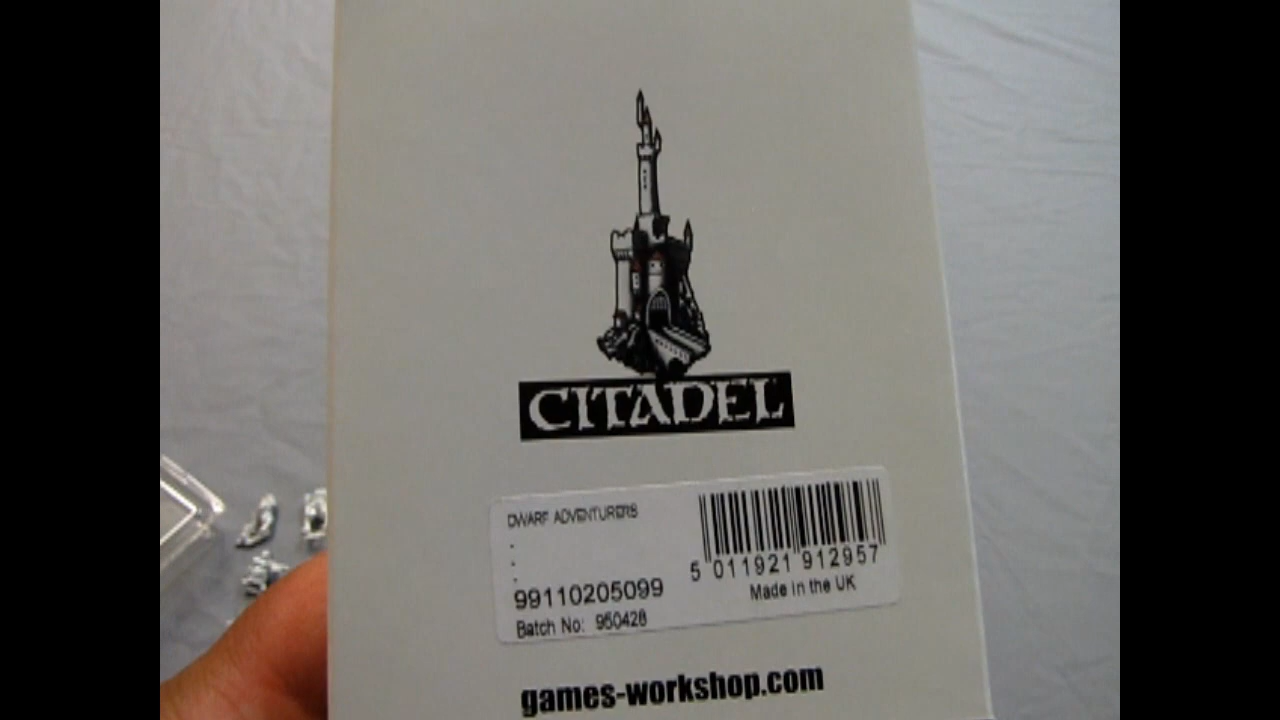 CITADEL
DWARF ADVENTURERS
.
.
.
99110205099
Batch No: 950428
5 011921 912957
Made in the UK
games-workshop.com